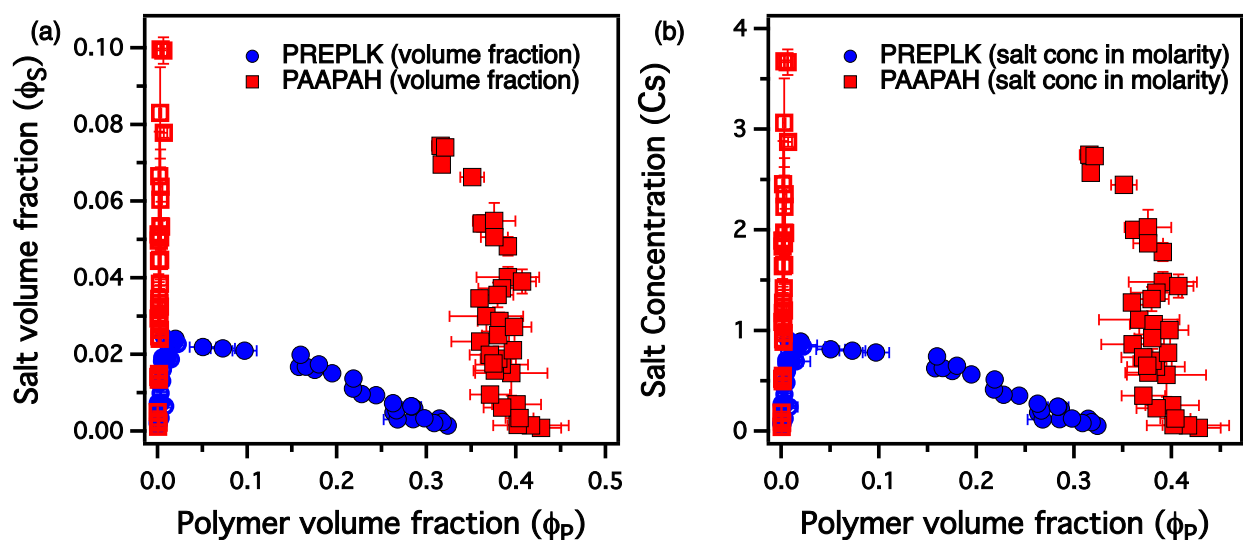 (a)
PREPLK (volume fraction)
PAAPAH (volume fraction)
Salt volume fraction (ϕS)
0.10
0.08
0.06
0.04
0.02
0.00
0.0 0.1 0.2 0.3 0.4 0.5
Polymer volume fraction (ϕP)
(b)
PREPLK (salt conc in molarity)
PAAPAH (salt conc in molarity)
Salt Concentration (Cs)
4
3
2
1
0
0.0 0.1 0.2 0.3 0.4
Polymer volume fraction (ϕP)